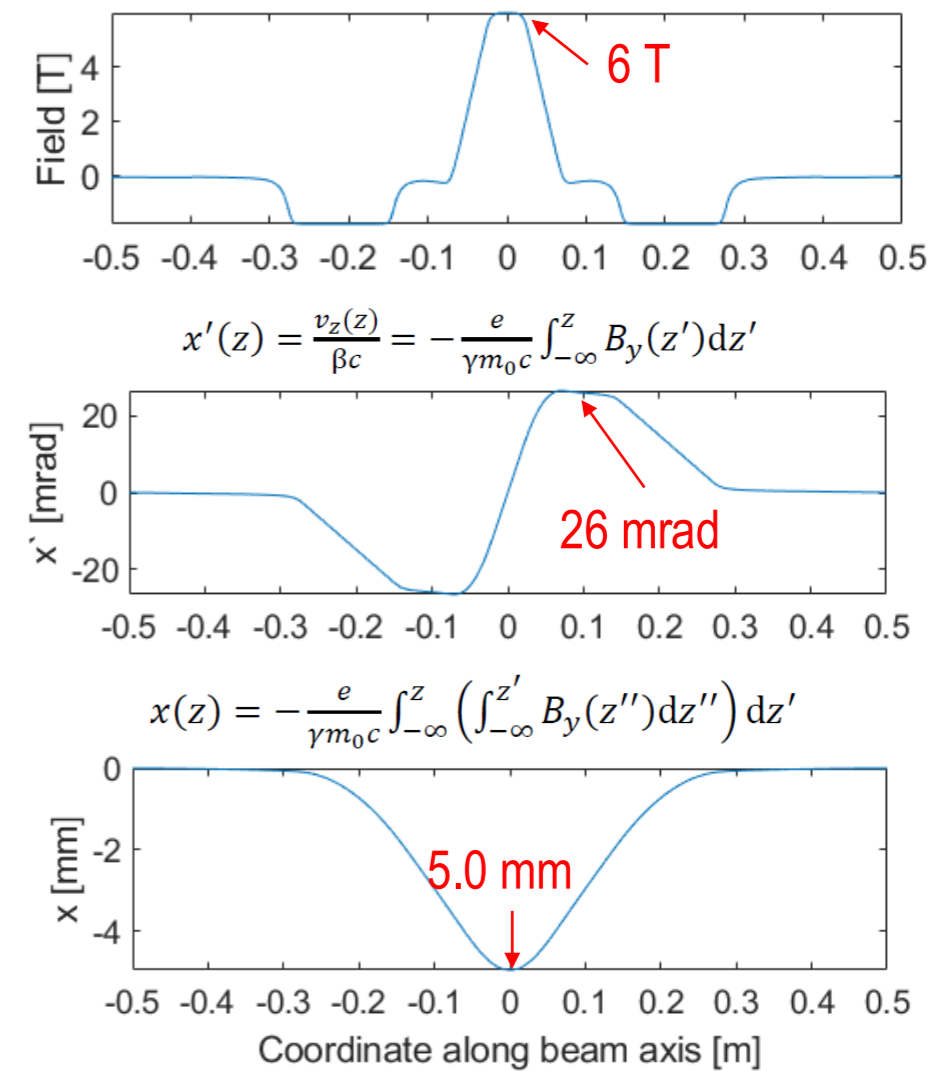 Field [T]
4
2
0
6 T
-0.5 -0.4 -0.3 -0.2 -0.1 0 0.1 0.2 0.3 0.4 0.5
x′(z) = v_z(z)/βc = −e/γm₀c ∫_{−∞}^{z} B_y(z′)dz′
x` [mrad]
20
0
-20
26 mrad
-0.5 -0.4 -0.3 -0.2 -0.1 0 0.1 0.2 0.3 0.4 0.5
x(z) = −e/γm₀c ∫_{−∞}^{z} (∫_{−∞}^{z′} B_y(z′′)dz′′) dz′
x [mm]
0
-2
-4
5.0 mm
-0.5 -0.4 -0.3 -0.2 -0.1 0 0.1 0.2 0.3 0.4 0.5
Coordinate along beam axis [m]